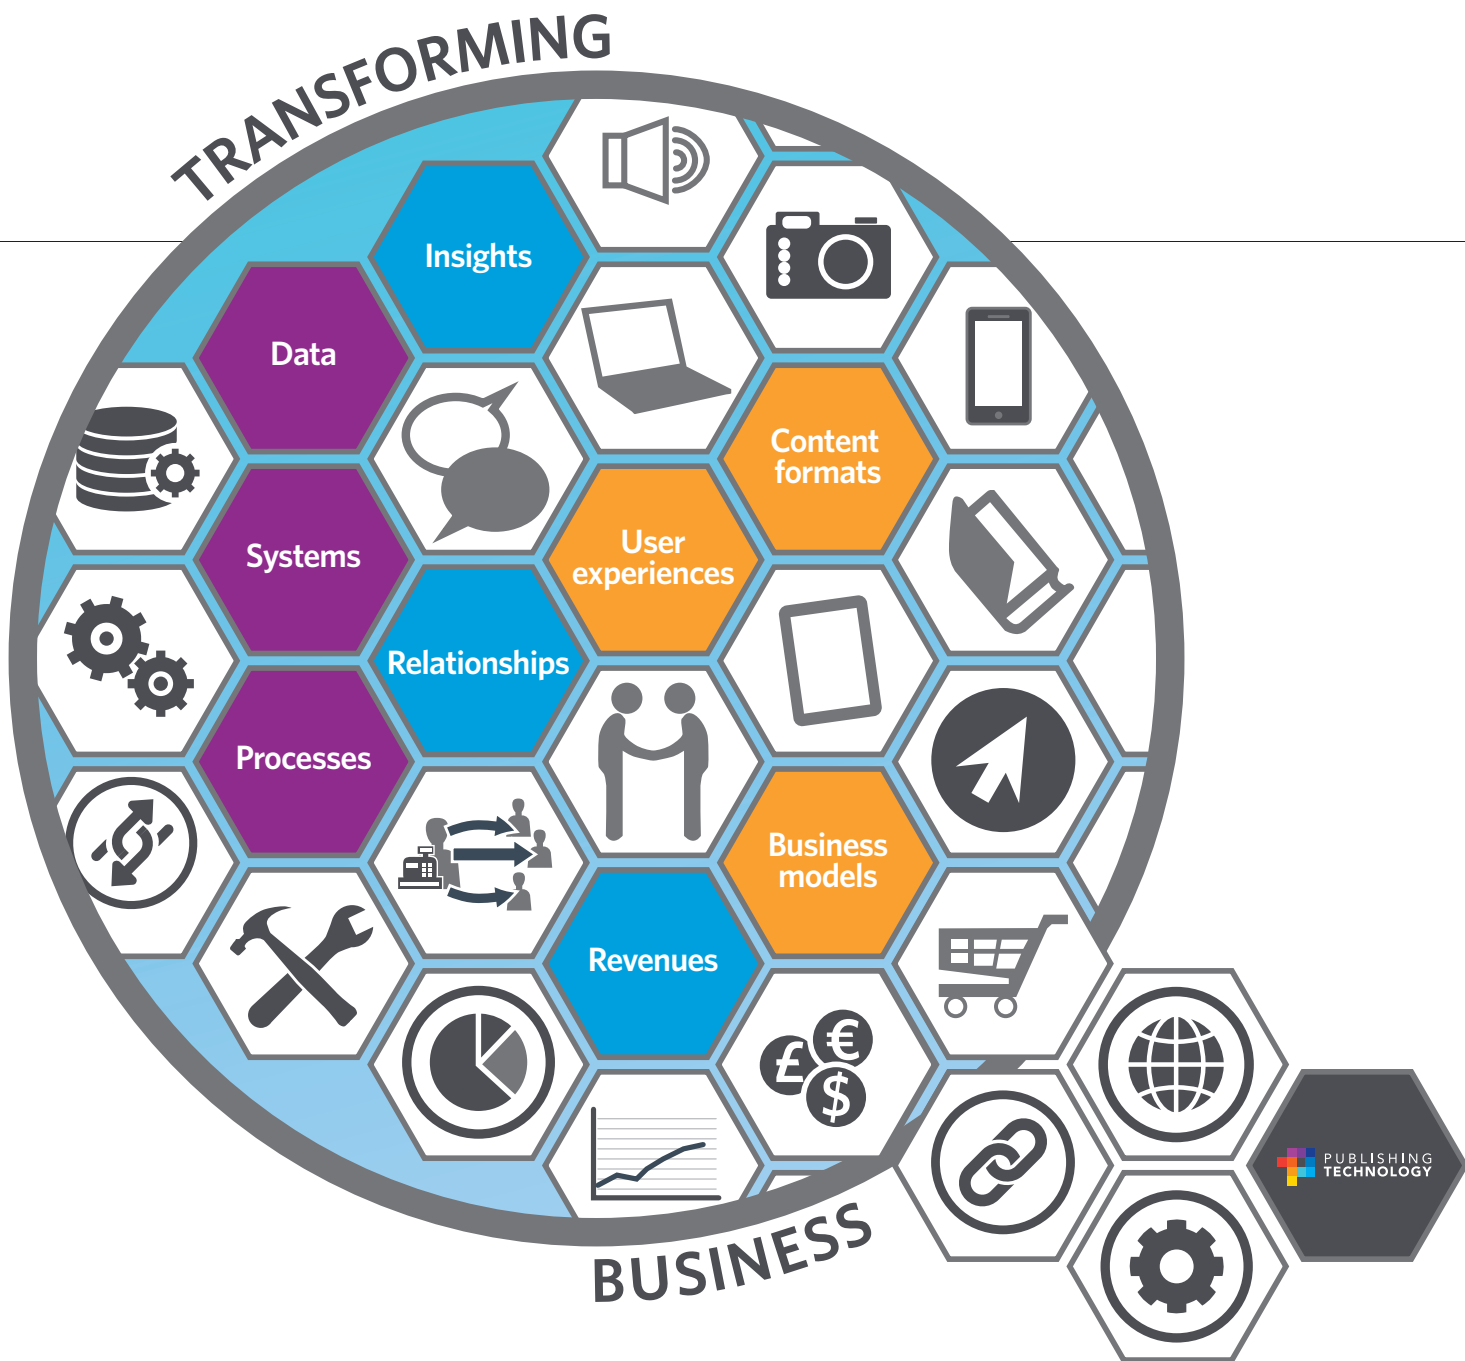 TRANSFORMING
Insights
Data
Content
formats
Systems
User
experiences
Relationships
Processes
Business
models
Revenues
£
€
$
PUBLISHING
TECHNOLOGY
BUSINESS